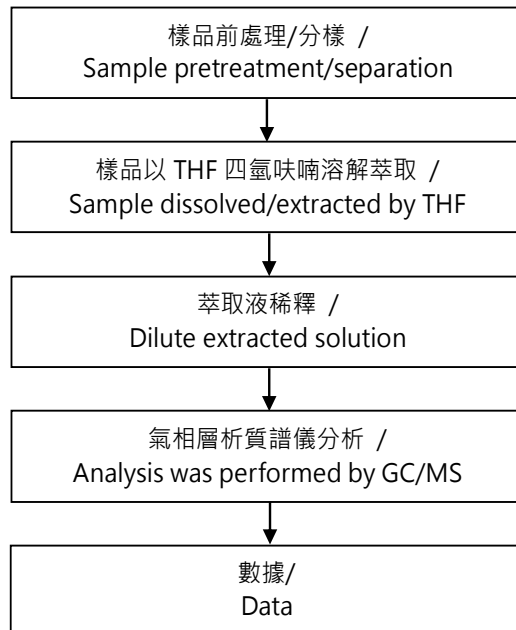 樣品前處理/分樣 /
Sample pretreatment/separation
樣品以 THF 四氫呋喃溶解萃取 /
Sample dissolved/extracted by THF
萃取液稀釋 /
Dilute extracted solution
氣相層析質譜儀分析 /
Analysis was performed by GC/MS
數據/
Data